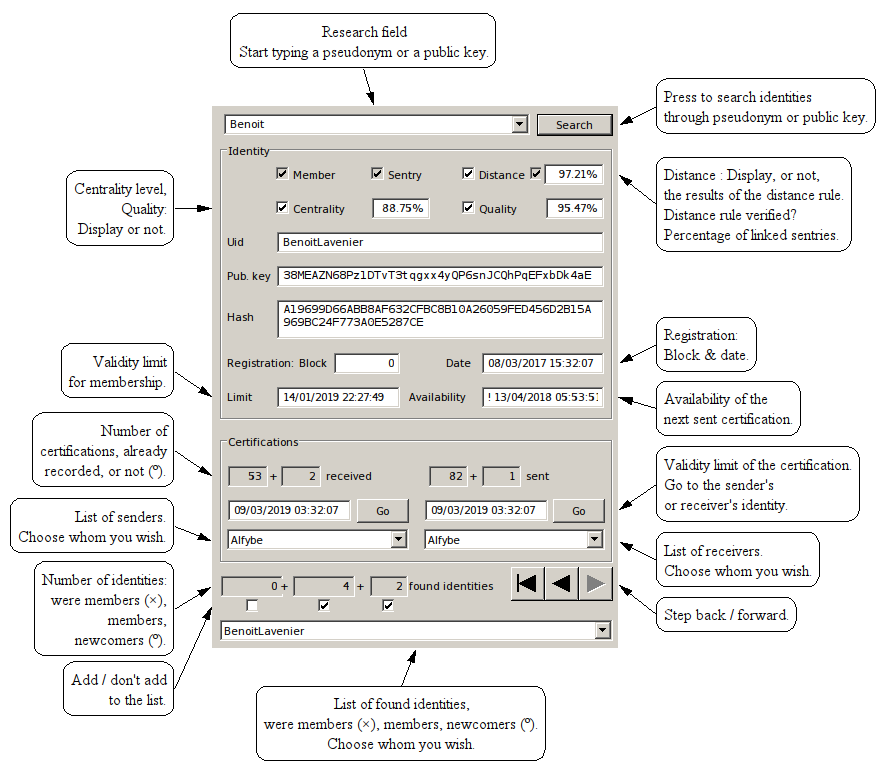 Research field
Start typing a pseudonym or a public key.
Benoit
Search
Press to search identities
through pseudonym or public key.
Identity
Member
Sentry
Distance
97.21%
Centrality
88.75%
Quality
95.47%
Centrality level,
Quality:
Display or not.
Distance : Display, or not,
the results of the distance rule.
Distance rule verified?
Percentage of linked sentries.
Uid
BenoitLavenier
Pub. key
38MEAZN68Pz1DTvT3tqgxx4yQP6snJCQhPqEFxbDk4aE
Hash
A19699D66ABB8AF632CFBC8B10A26059FED456D2B15A
969BC24F773A0E5287CE
Registration: Block
0
Date
08/03/2017 15:32:07
Registration:
Block & date.
Validity limit
for membership.
Limit
14/01/2019 22:27:49
Availability
! 13/04/2018 05:53:51
Availability of the
next sent certification.
Certifications
Number of
certifications, already
recorded, or not (º).
53 + 2 received
82 + 1 sent
Validity limit of the certification.
Go to the sender's
or receiver's identity.
09/03/2019 03:32:07
Go
09/03/2019 03:32:07
Go
List of senders.
Choose whom you wish.
Alfybe
Alfybe
List of receivers.
Choose whom you wish.
Number of identities:
were members (×),
members,
newcomers (º).
0 + 4 + 2 found identities
Step back / forward.
Add / don't add
to the list.
BenoitLavenier
List of found identities,
were members (×), members, newcomers (º).
Choose whom you wish.